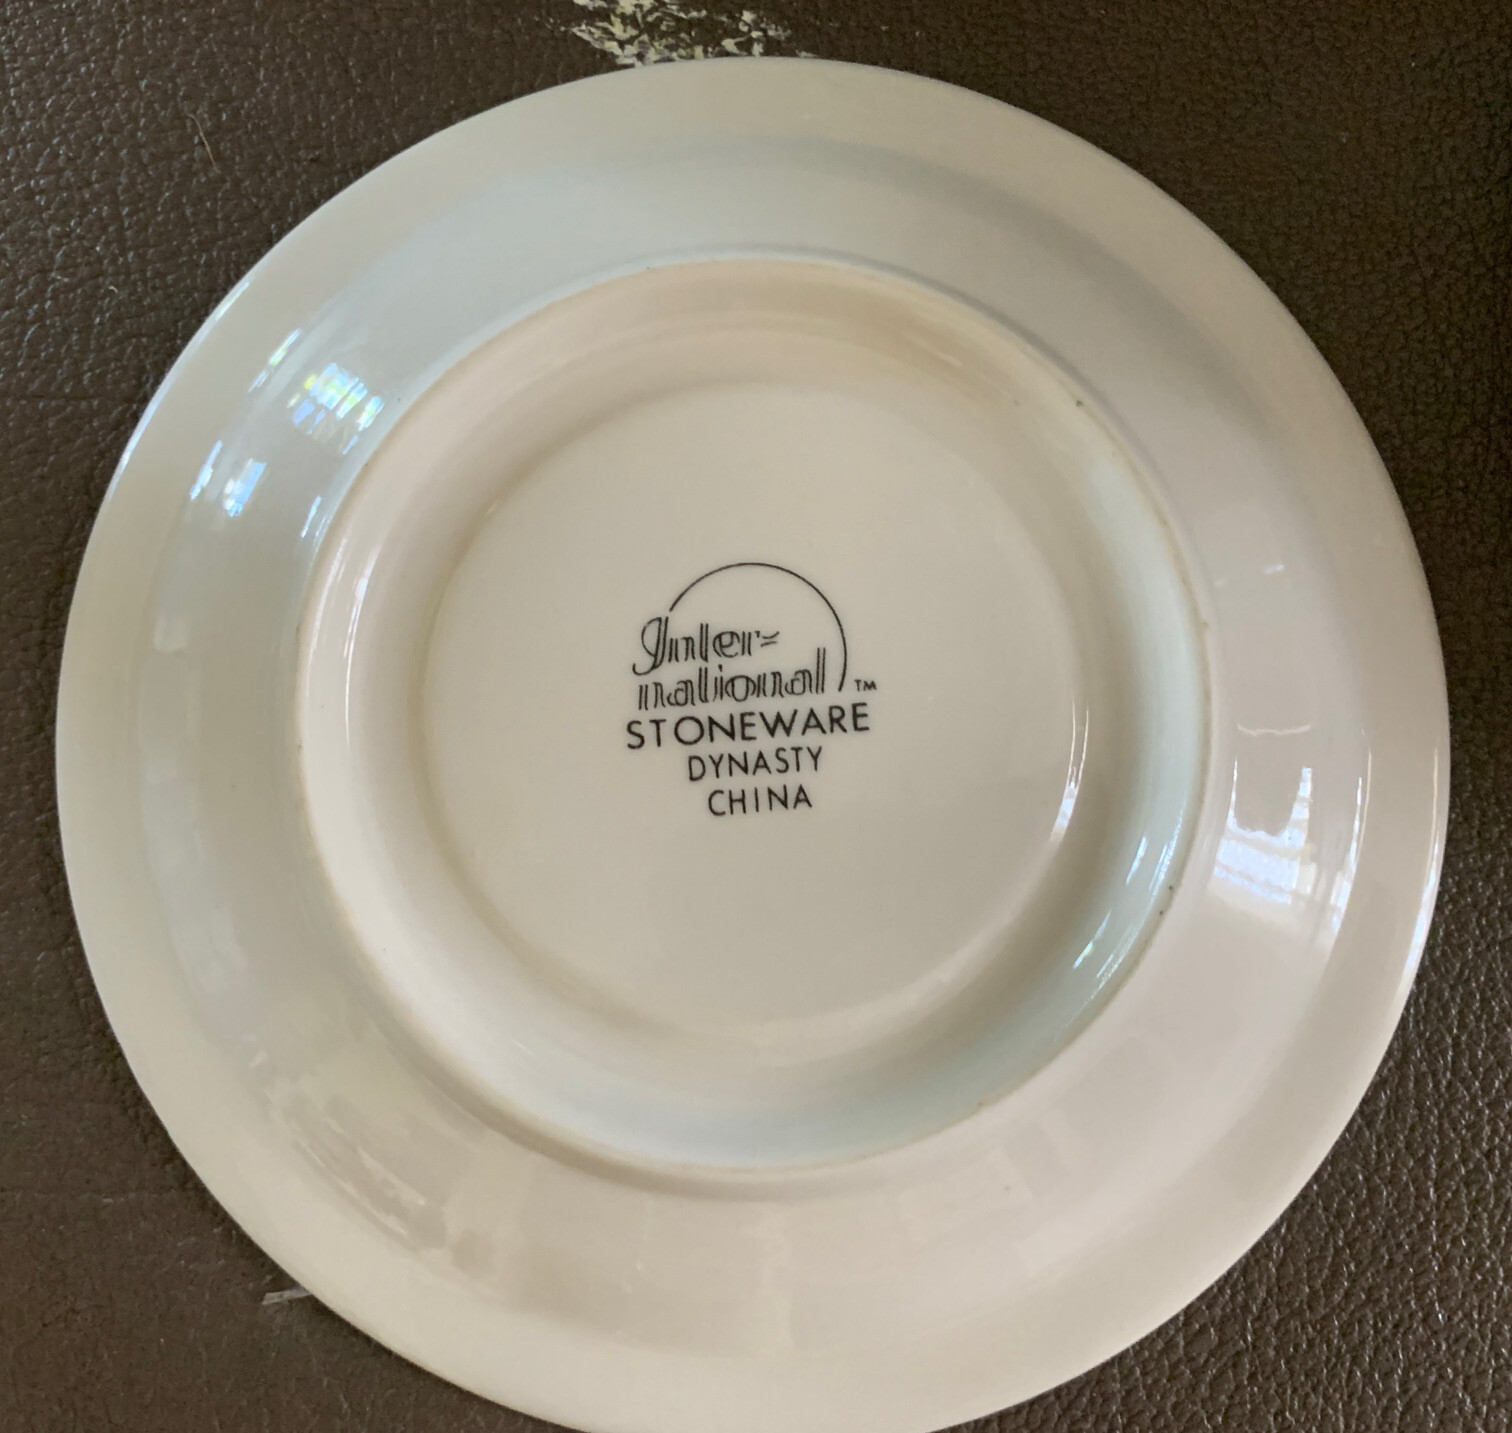 Inter-
national ™
STONEWARE
DYNASTY
CHINA